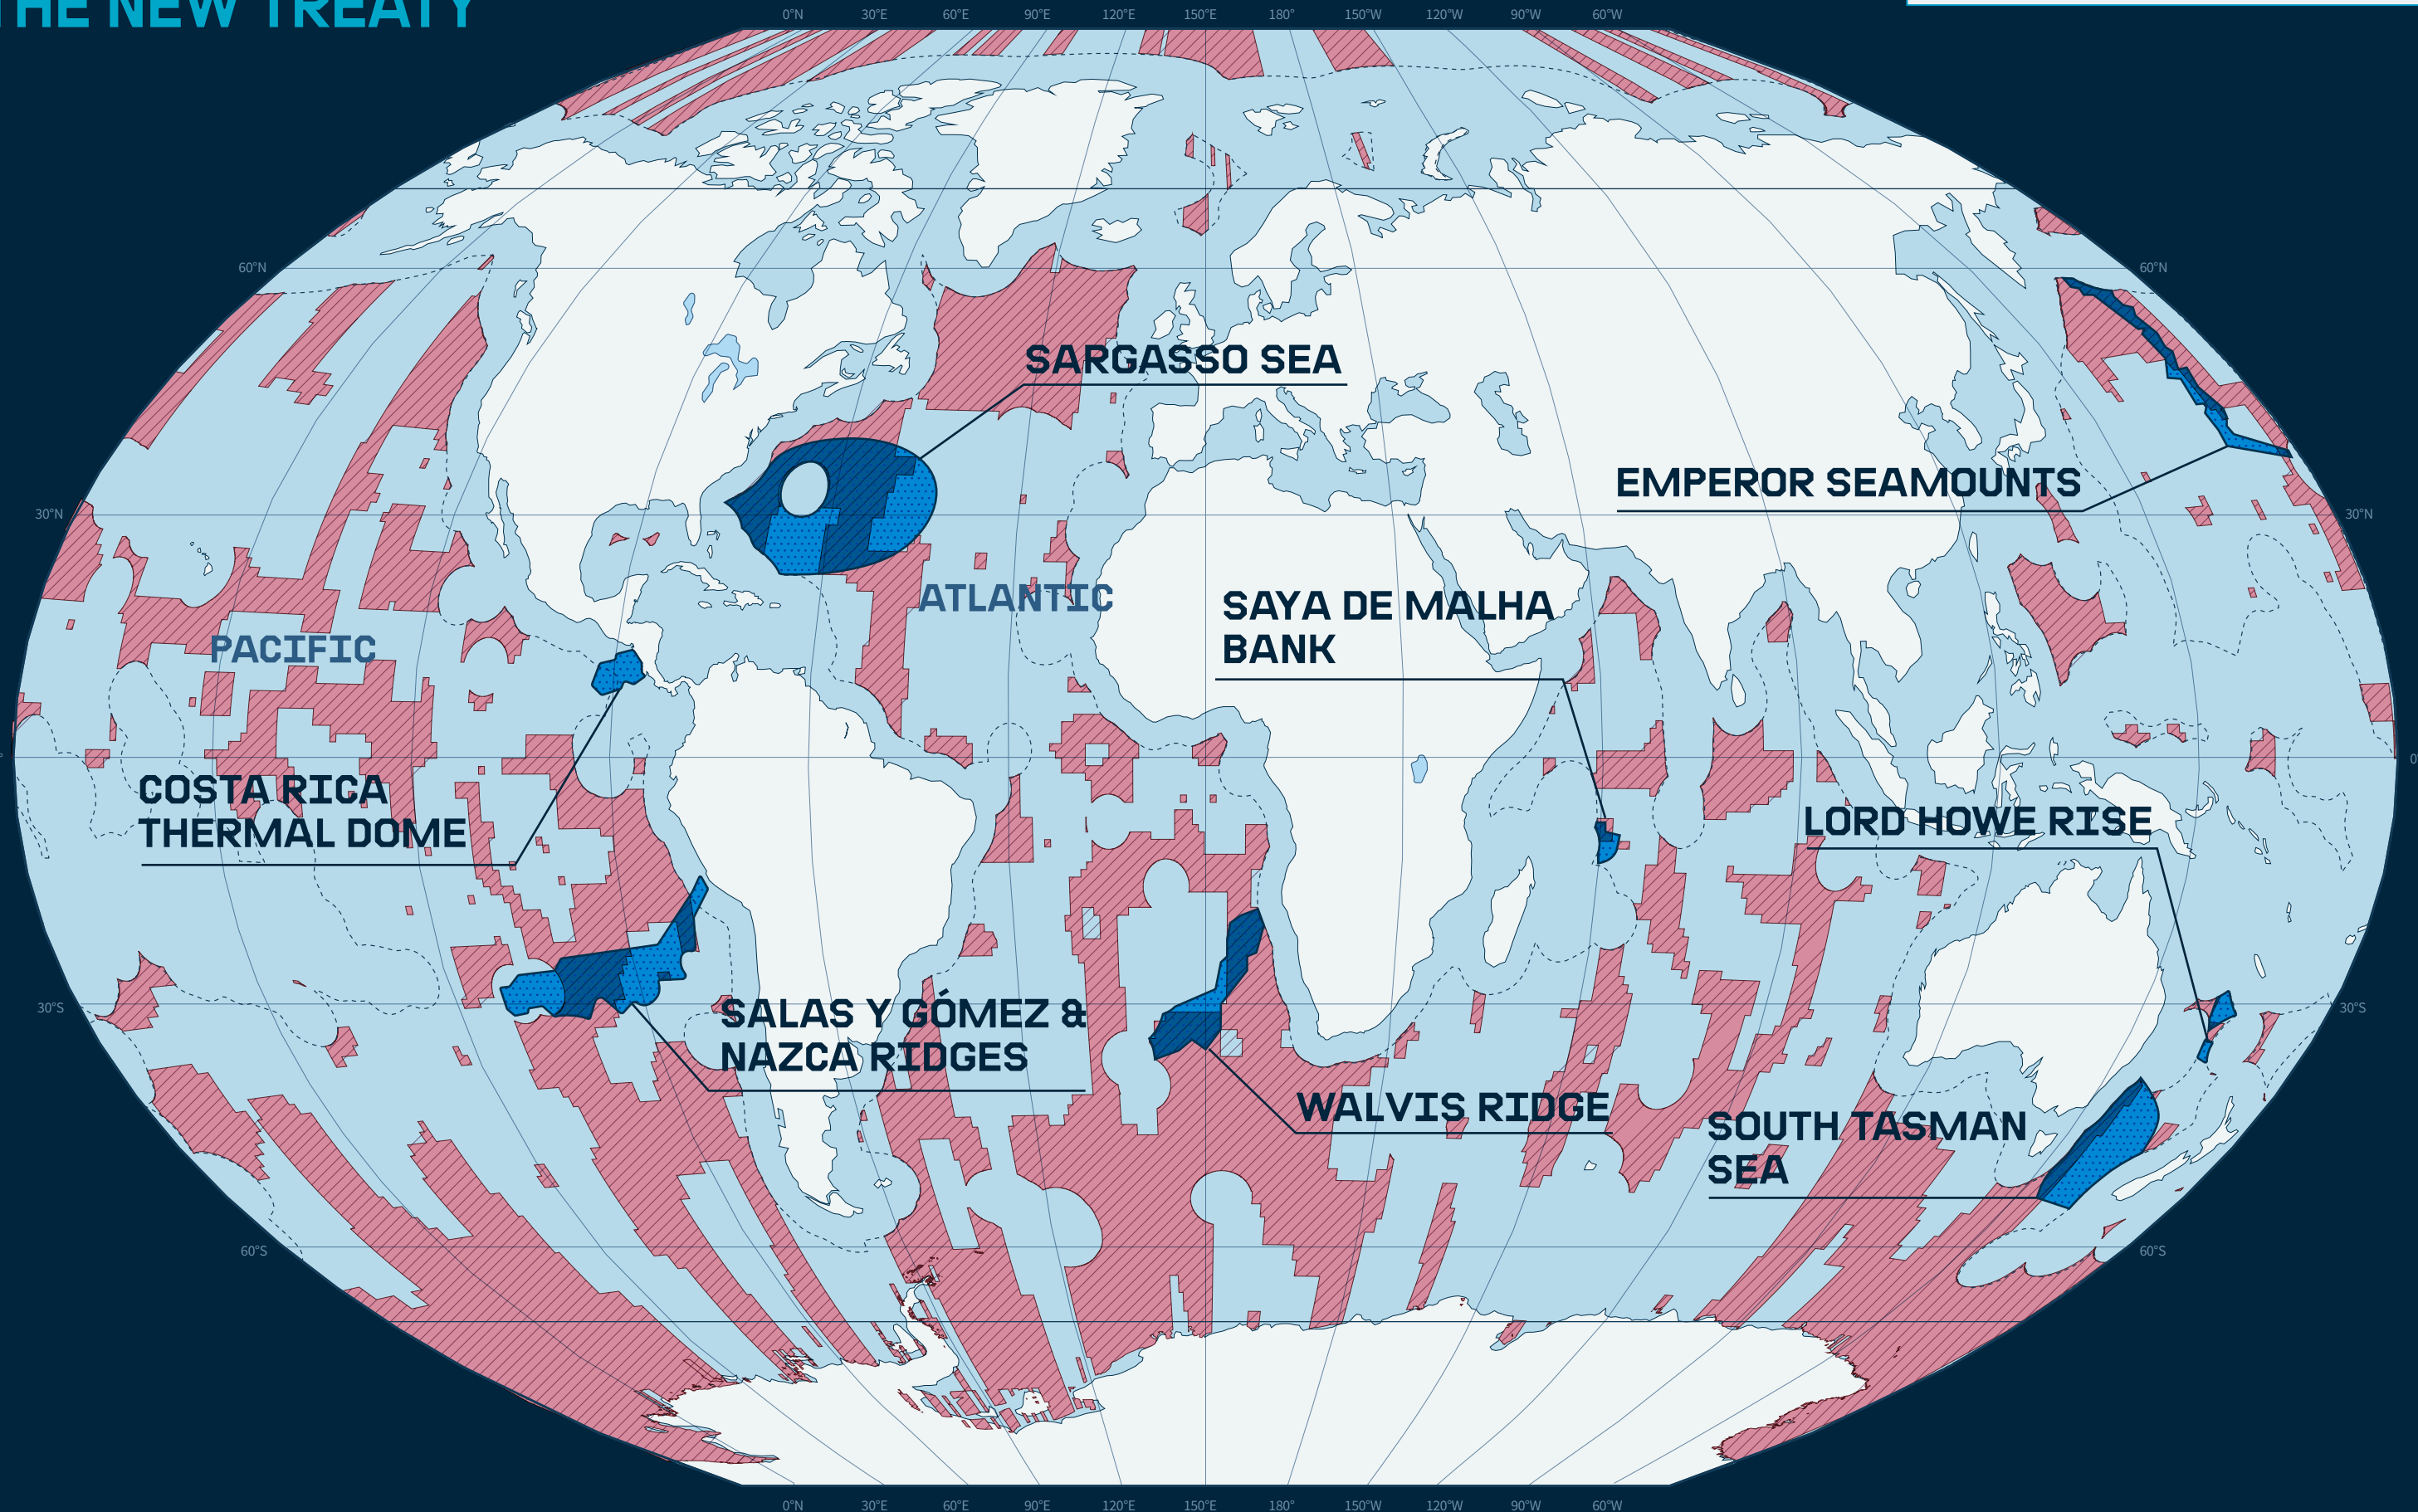 THE NEW TREATY
0°N 30°E 60°E 90°E 120°E 150°E 180° 150°W 120°W 90°W 60°W
60°N 60°N
SARGASSO SEA
EMPEROR SEAMOUNTS
30°N 30°N
ATLANTIC
SAYA DE MALHA
BANK
PACIFIC
COSTA RICA
THERMAL DOME
LORD HOWE RISE
30°S 30°S
SALAS Y GÓMEZ &
NAZCA RIDGES
WALVIS RIDGE
SOUTH TASMAN
SEA
60°S 60°S
0°N 30°E 60°E 90°E 120°E 150°E 180° 150°W 120°W 90°W 60°W